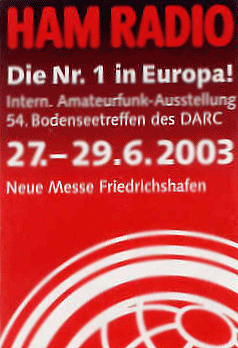 HAM RADIO
Die Nr. 1 in Europa!
Intern. Amateurfunk-Ausstellung
54. Bodenseetreffen des DARC
27.– 29.6.2003
Neue Messe Friedrichshafen